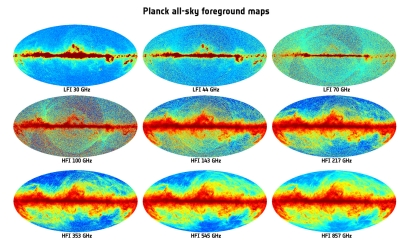 Planck all-sky foreground maps
LFI 30 GHz
LFI 44 GHz
LFI 70 GHz
HFI 100 GHz
HFI 143 GHz
HFI 217 GHz
HFI 353 GHz
HFI 545 GHz
HFI 857 GHz